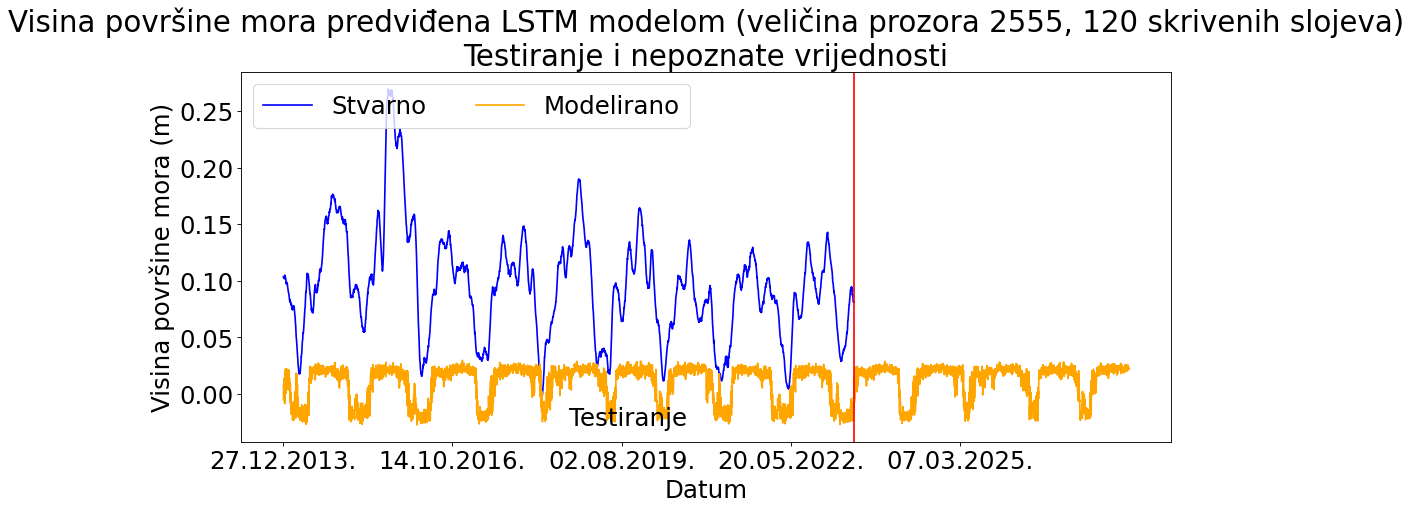 Visina površine mora predviđena LSTM modelom (veličina prozora 2555, 120 skrivenih slojeva)
Testiranje i nepoznate vrijednosti
Stvarno
Modelirano
Visina površine mora (m)
0.25
0.20
0.15
0.10
0.05
0.00
Testiranje
27.12.2013.
14.10.2016.
02.08.2019.
20.05.2022.
07.03.2025.
Datum